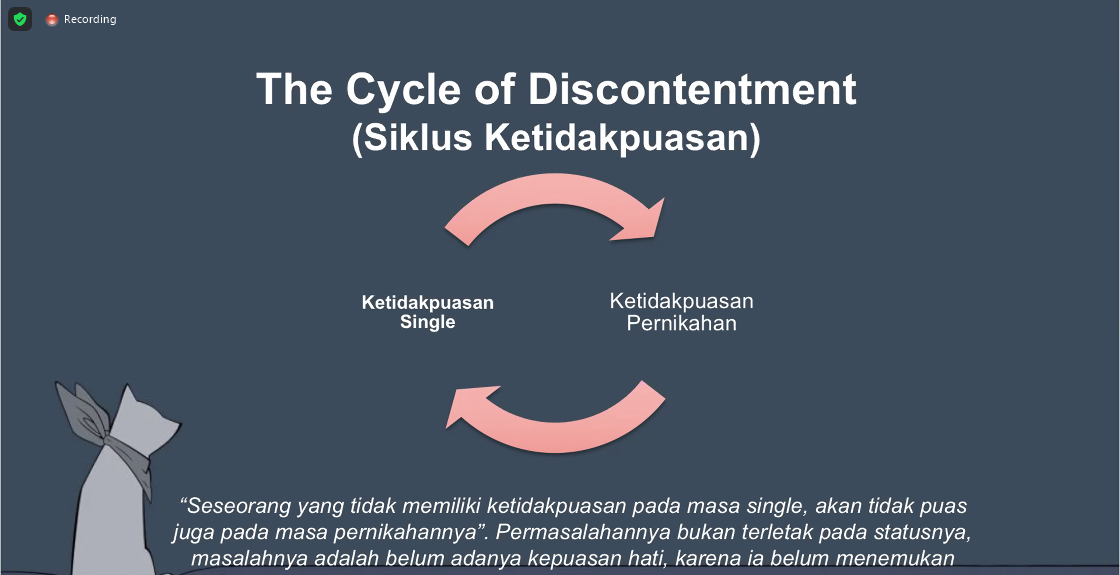 Recording
The Cycle of Discontentment
(Siklus Ketidakpuasan)
Ketidakpuasan
Single
Ketidakpuasan
Pernikahan
“Seseorang yang tidak memiliki ketidakpuasan pada masa single, akan tidak puas
juga pada masa pernikahannya”. Permasalahannya bukan terletak pada statusnya,
masalahnya adalah belum adanya kepuasan hati, karena ia belum menemukan